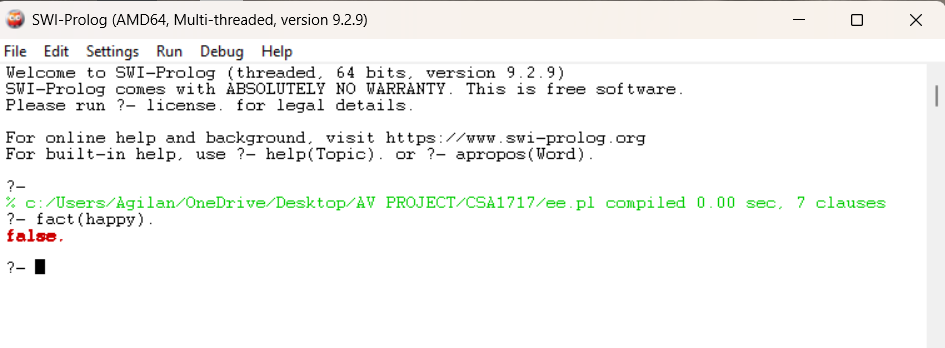 SWI-Prolog (AMD64, Multi-threaded, version 9.2.9)
File Edit Settings Run Debug Help
Welcome to SWI-Prolog (threaded, 64 bits, version 9.2.9)
SWI-Prolog comes with ABSOLUTELY NO WARRANTY. This is free software.
Please run ?- license. for legal details.
For online help and background, visit https://www.swi-prolog.org
For built-in help, use ?- help(Topic). or ?- apropos(Word).
?-
% c:/Users/Agilan/OneDrive/Desktop/AV PROJECT/CSA1717/ee.pl compiled 0.00 sec, 7 clauses
?- fact(happy).
false.
?-